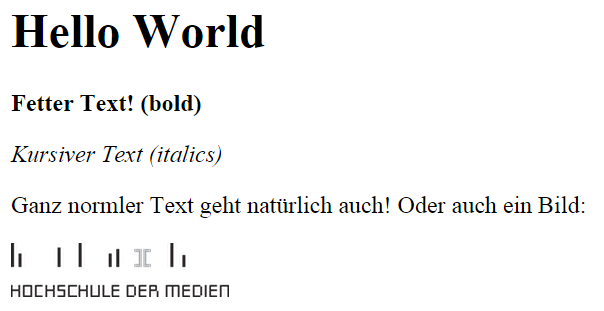 Hello World
Fetter Text! (bold)
Kursiver Text (italics)
Ganz normler Text geht natürlich auch! Oder auch ein Bild:
HOCHSCHULE DER MEDIEN